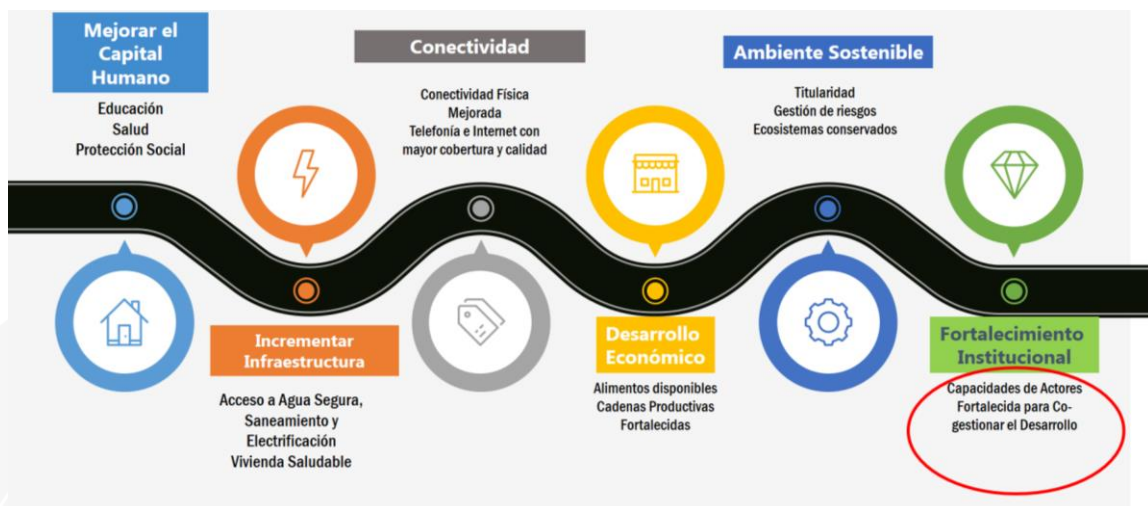 Mejorar el
Capital
Humano
Educación
Salud
Protección Social
Incrementar
Infraestructura
Acceso a Agua Segura,
Saneamiento y
Electrificación
Vivienda Saludable
Conectividad
Conectividad Física
Mejorada
Telefonía e Internet con
mayor cobertura y calidad
Desarrollo
Económico
Alimentos disponibles
Cadenas Productivas
Fortalecidas
Ambiente Sostenible
Titularidad
Gestión de riesgos
Ecosistemas conservados
Fortalecimiento
Institucional
Capacidades de Actores
Fortalecida para Co-
gestionar el Desarrollo